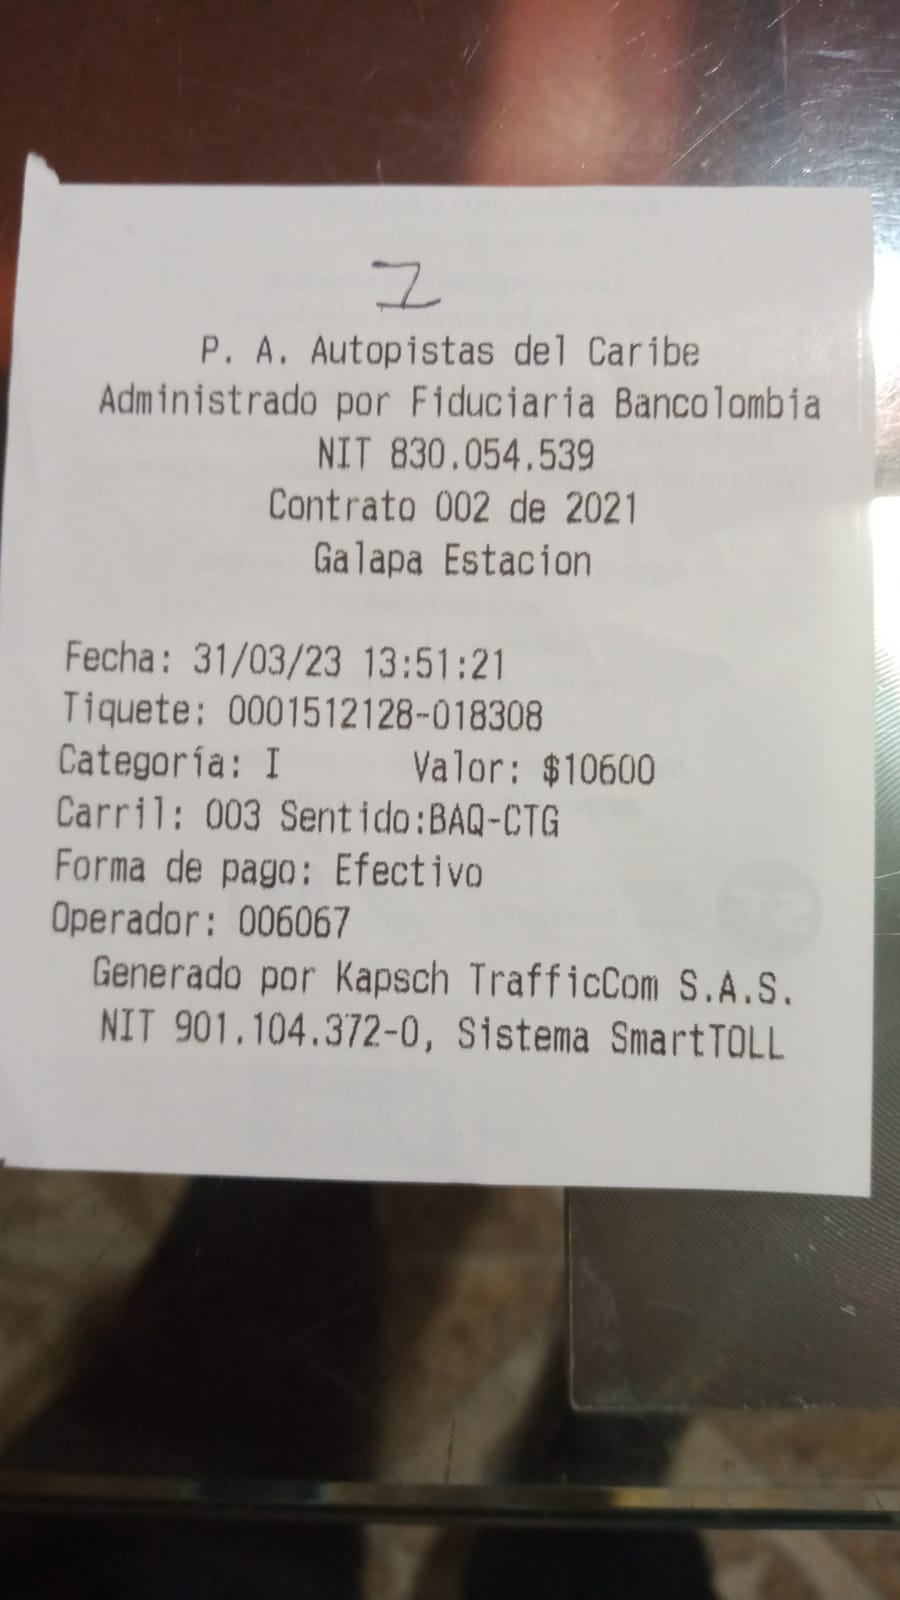 I
P. A. Autopistas del Caribe
Administrado por Fiduciaria Bancolombia
NIT 830.054.539
Contrato 002 de 2021
Galapa Estacion
Fecha: 31/03/23 13:51:21
Tiquete: 0001512128-018308
Categoría: I Valor: $10600
Carril: 003 Sentido:BAQ-CTG
Forma de pago: Efectivo
Operador: 006067
Generado por Kapsch TrafficCom S.A.S.
NIT 901.104.372-0, Sistema SmartTOLL